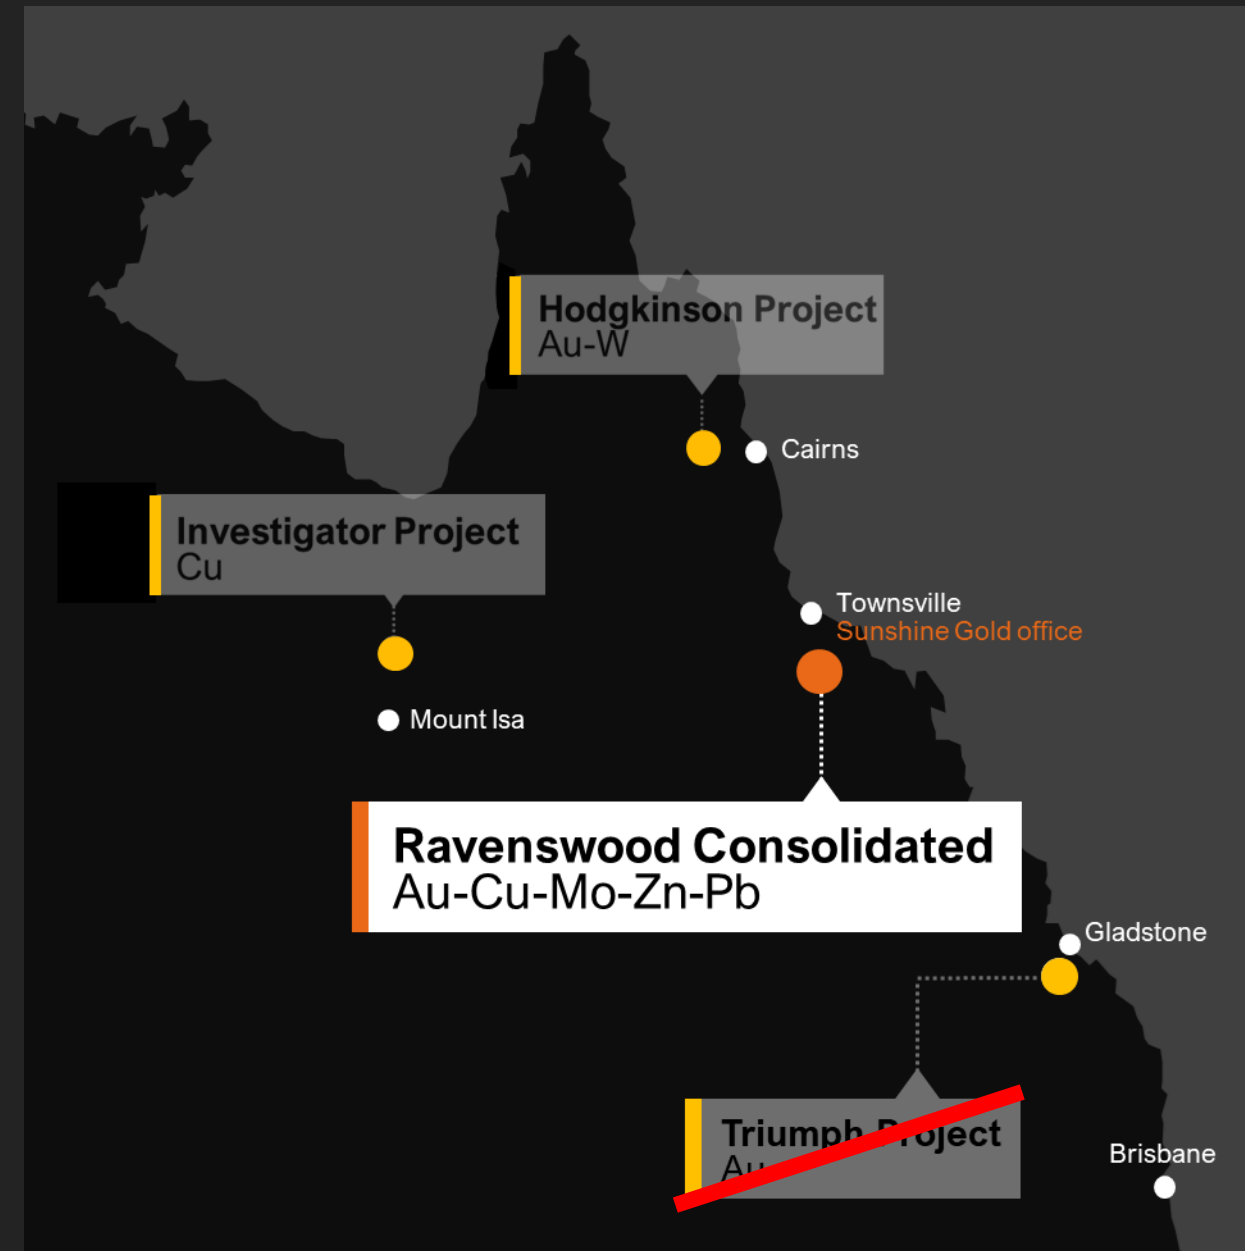 Hodgkinson Project
Au-W
Cairns
Investigator Project
Cu
Townsville
Sunshine Gold office
Mount Isa
Ravenswood Consolidated
Au-Cu-Mo-Zn-Pb
Gladstone
Triumph Project
Au
Brisbane